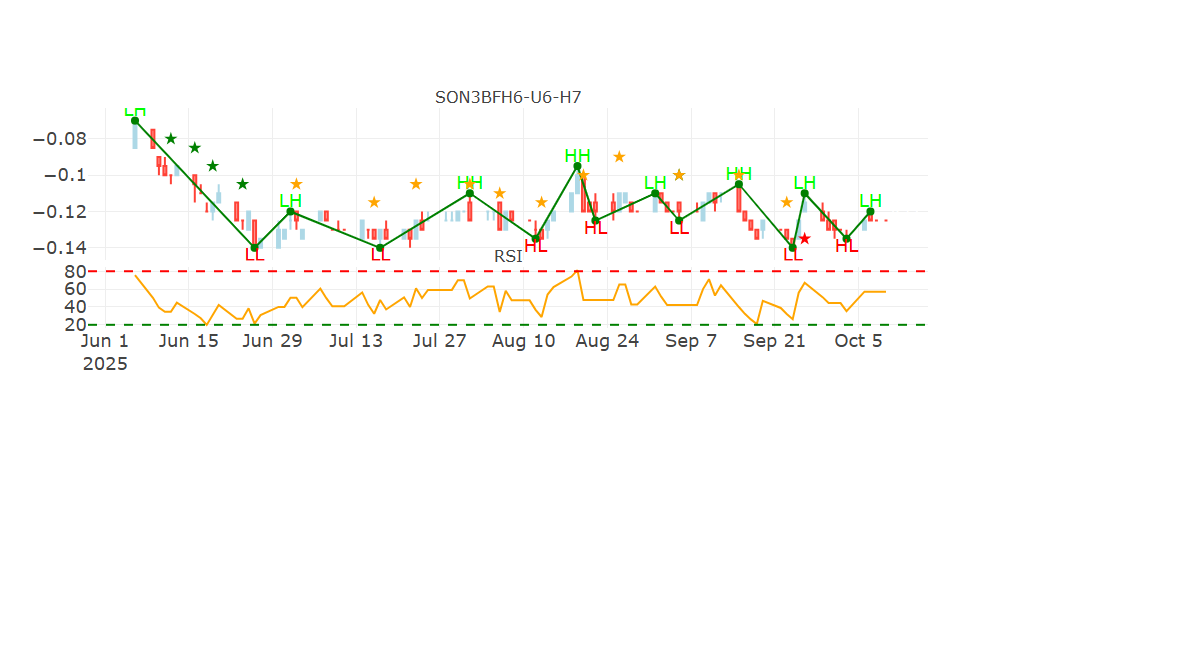 SON3BFH6-U6-H7
LH
−0.08
−0.1
−0.12
−0.14
LH
HH
HH
LH
HH
LH
LH
LL
LL
HL
HL
LL
LL
HL
RSI
80
60
40
20
Jun 1
2025
Jun 15
Jun 29
Jul 13
Jul 27
Aug 10
Aug 24
Sep 7
Sep 21
Oct 5